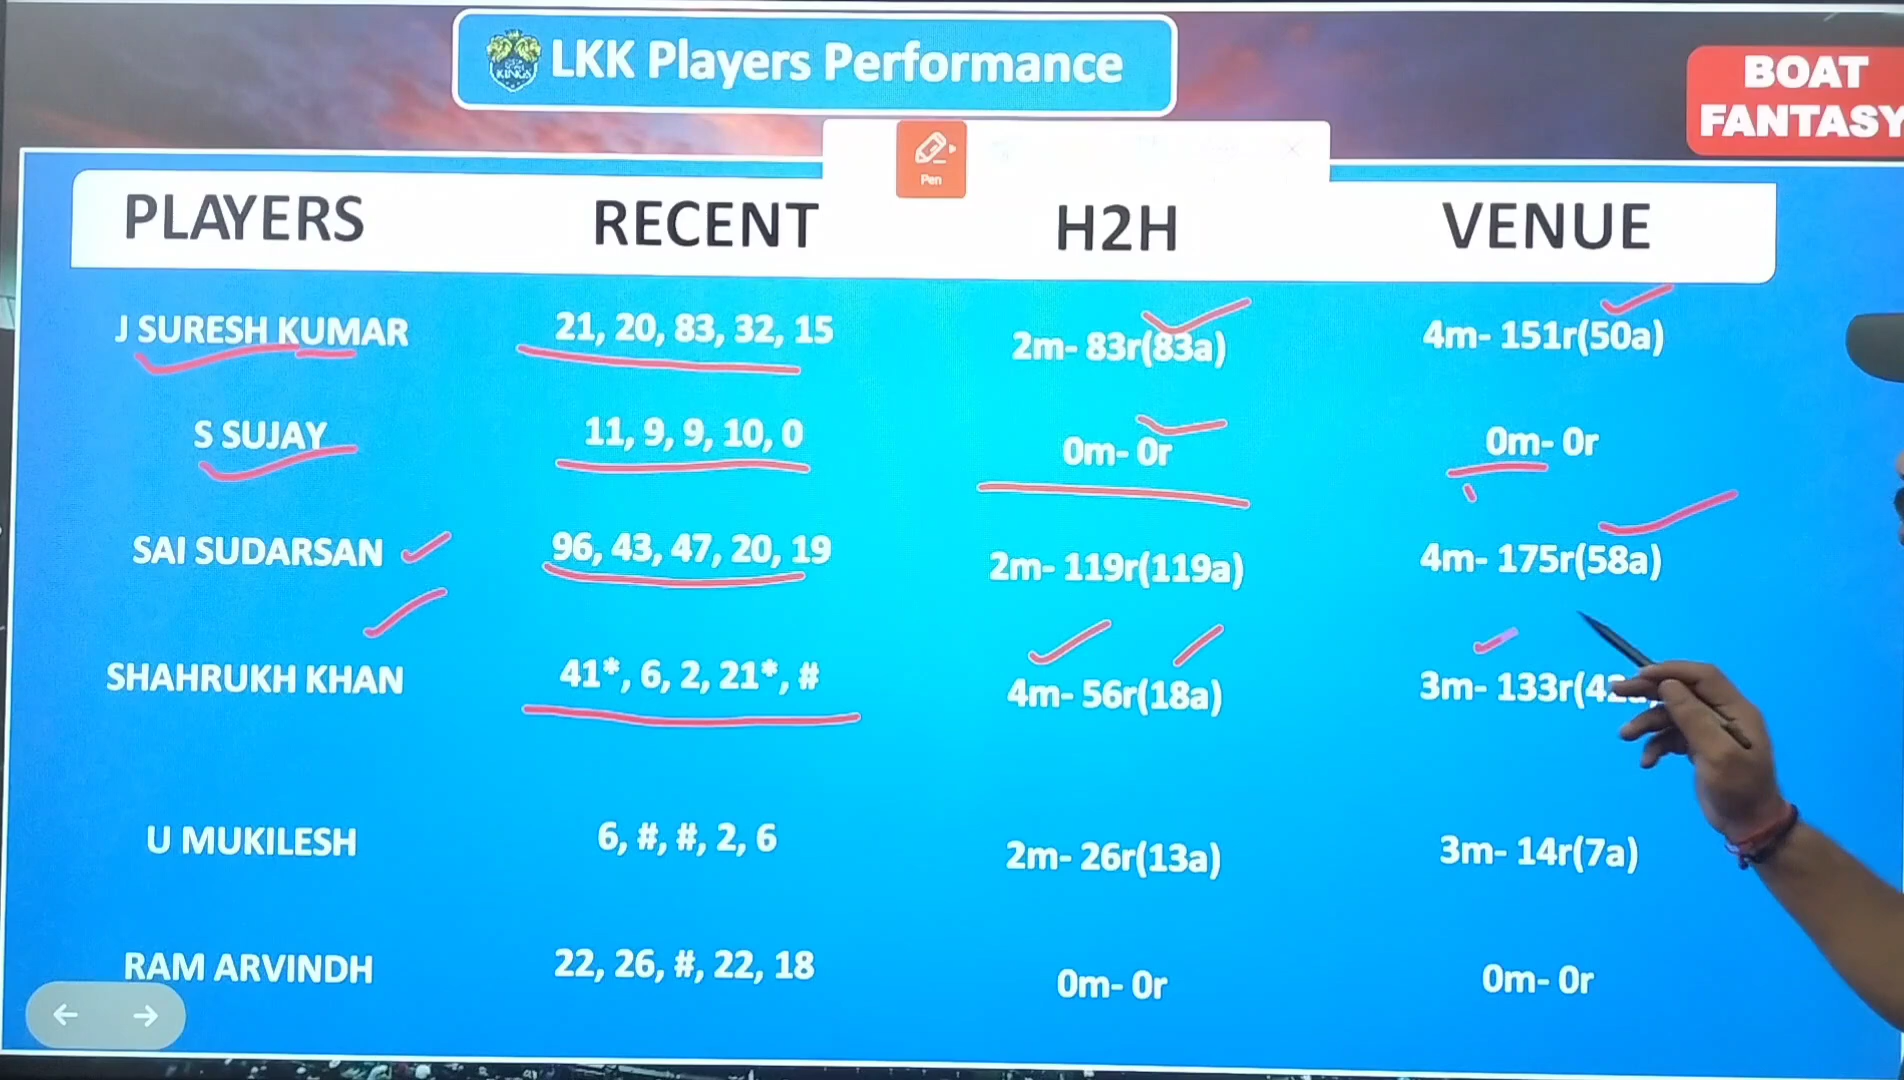 LKK Players Performance
KINGS
BOAT
FANTASY
Pen
PLAYERS RECENT H2H VENUE
J SURESH KUMAR 21, 20, 83, 32, 15 2m- 83r(83a) 4m- 151r(50a)
S SUJAY 11, 9, 9, 10, 0 0m- 0r 0m- 0r
SAI SUDARSAN 96, 43, 47, 20, 19 2m- 119r(119a) 4m- 175r(58a)
SHAHRUKH KHAN 41*, 6, 2, 21*, # 4m- 56r(18a) 3m- 133r(
U MUKILESH 6, #, #, 2, 6 2m- 26r(13a) 3m- 14r(7a)
RAM ARVINDH 22, 26, #, 22, 18 0m- 0r 0m- 0r